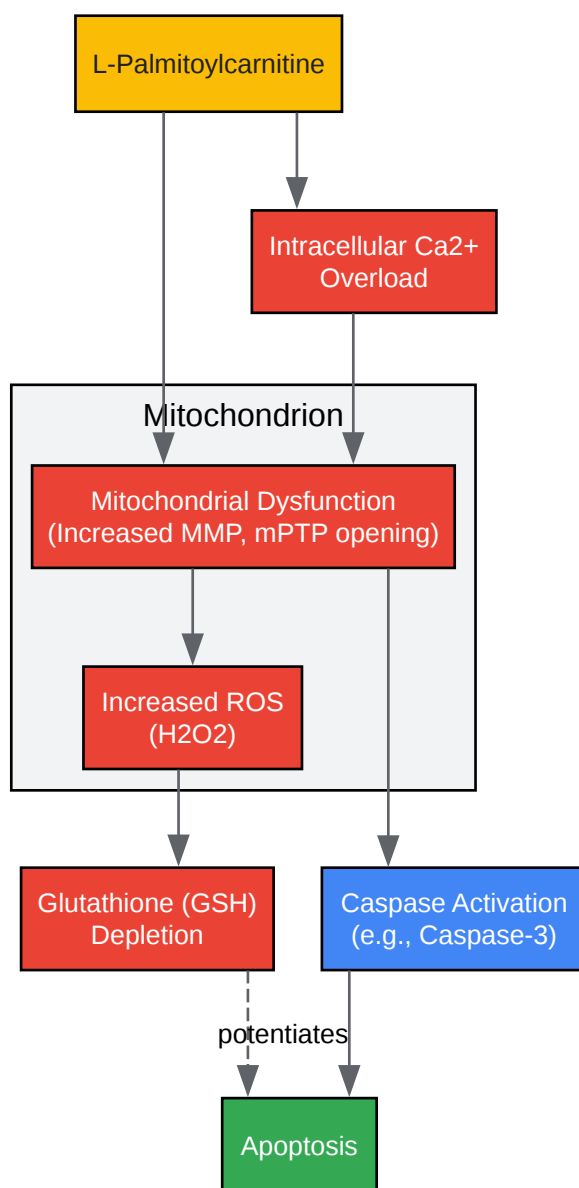 L-Palmitoylcarnitine
Intracellular Ca2+
Overload
Mitochondrion
Mitochondrial Dysfunction
(Increased MMP, mPTP opening)
Increased ROS
(H2O2)
Glutathione (GSH)
Depletion
Caspase Activation
(e.g., Caspase-3)
potentiates
Apoptosis